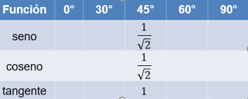 Función 0° 30° 45° 60° 90°
seno 1/√2
coseno 1/√2
tangente 1